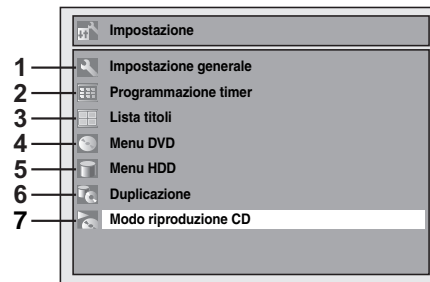 Impostazione
1 Impostazione generale
2 Programmazione timer
3 Lista titoli
4 Menu DVD
5 Menu HDD
6 Duplicazione
7 Modo riproduzione CD